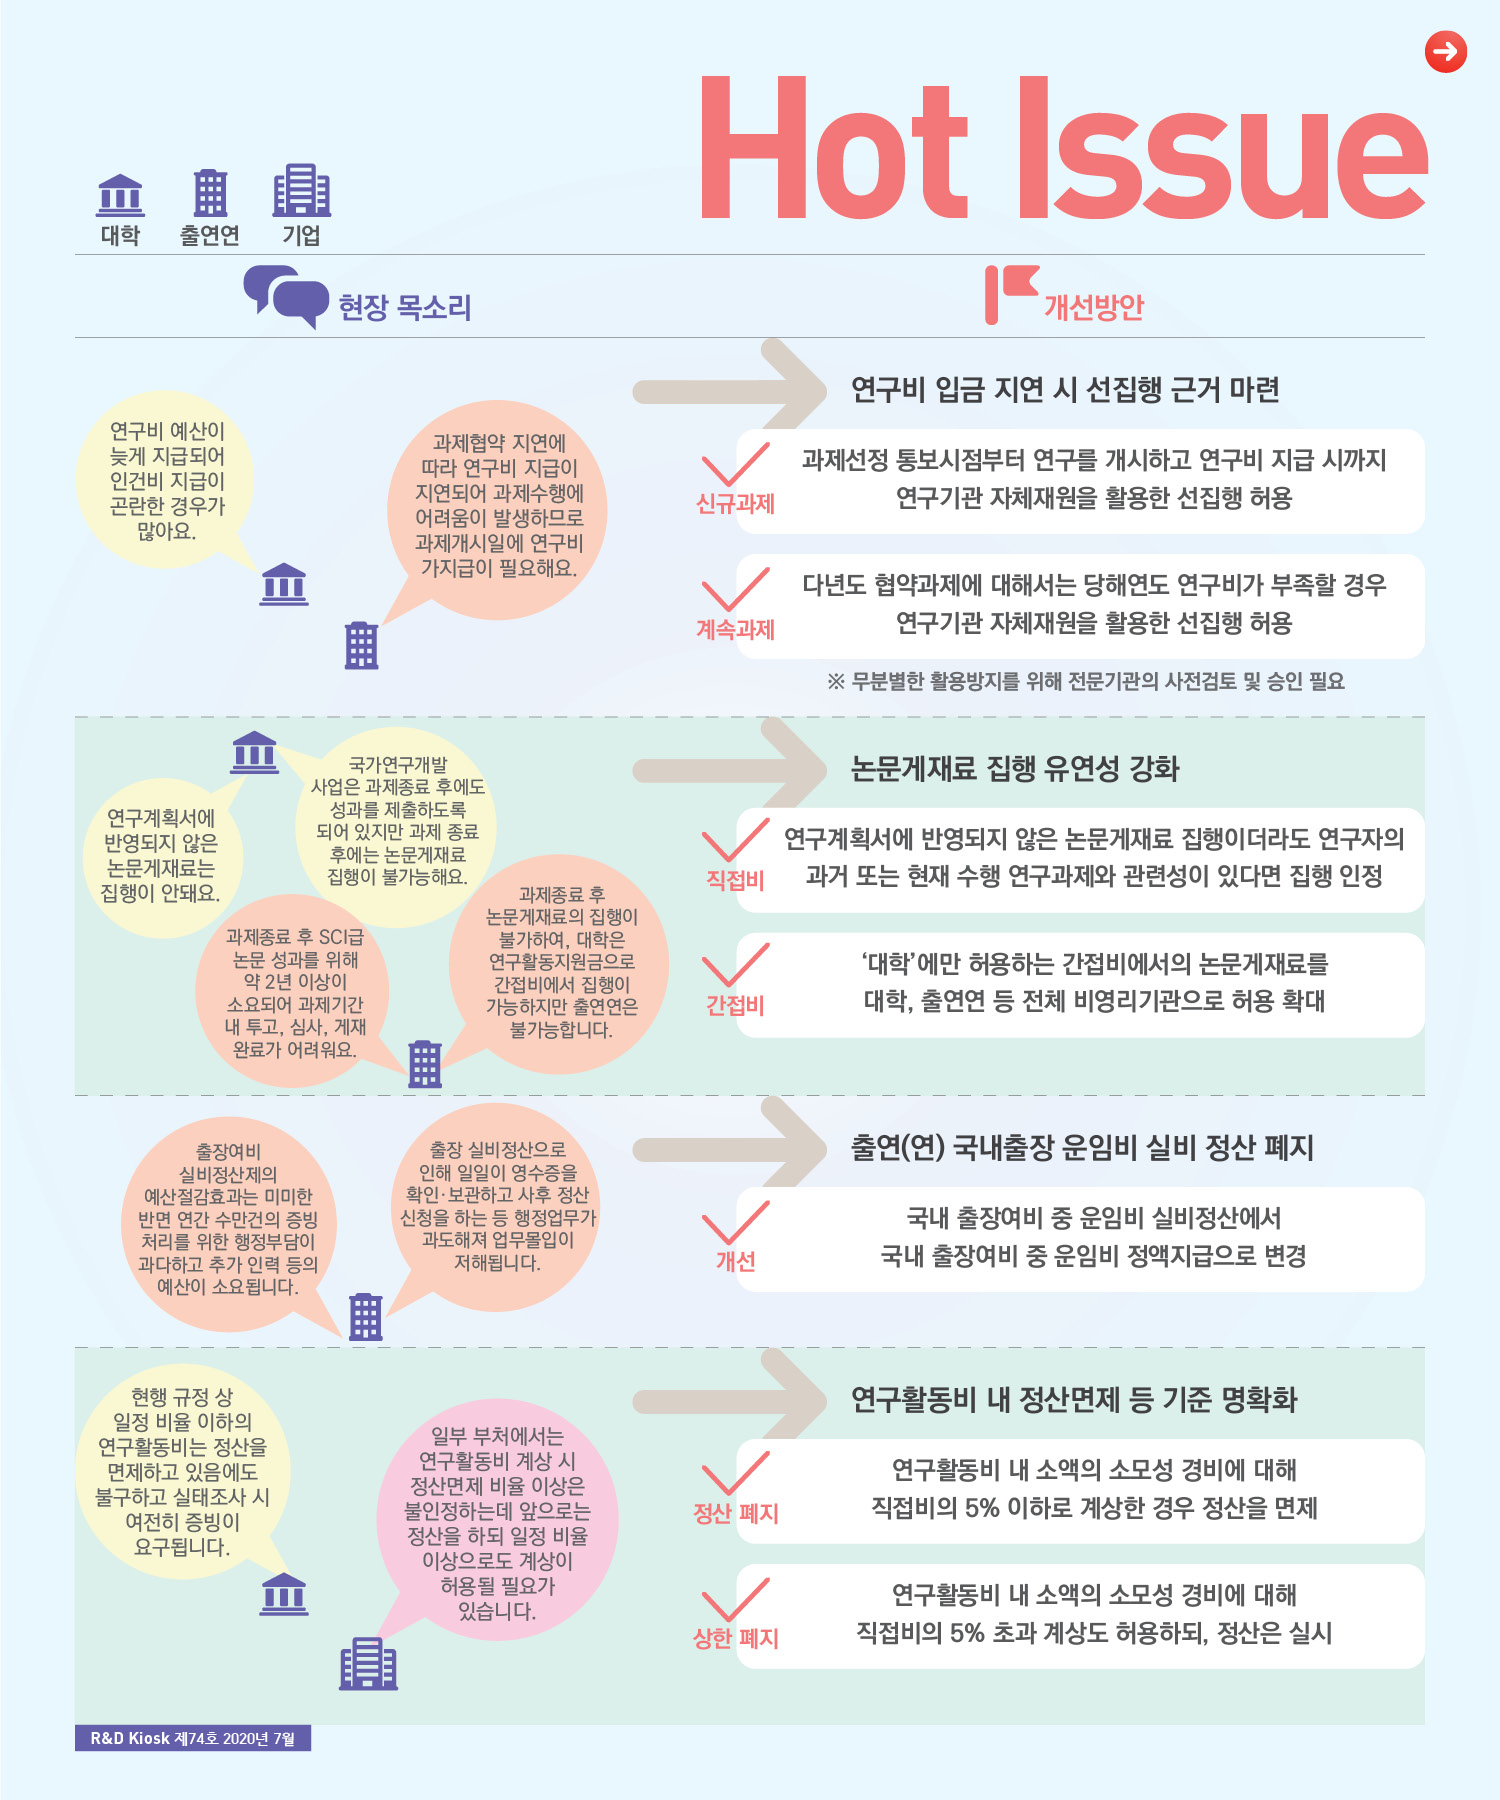 Hot Issue
대학
출연연
기업
현장 목소리
개선방안
연구비 예산이
늦게 지급되어
인건비 지급이
곤란한 경우가
많아요.
과제협약 지연에
따라 연구비 지급이
지연되어 과제수행에
어려움이 발생하므로
과제개시일에 연구비
가지급이 필요해요.
연구비 입금 지연 시 선집행 근거 마련
신규과제
과제선정 통보시점부터 연구를 개시하고 연구비 지급 시까지
연구기관 자체재원을 활용한 선집행 허용
계속과제
다년도 협약과제에 대해서는 당해연도 연구비가 부족할 경우
연구기관 자체재원을 활용한 선집행 허용
※ 무분별한 활용방지를 위해 전문기관의 사전검토 및 승인 필요
연구계획서에
반영되지 않은
논문게재료는
집행이 안돼요.
국가연구개발
사업은 과제종료 후에도
성과를 제출하도록
되어 있지만 과제 종료
후에는 논문게재료
집행이 불가능해요.
과제종료 후 SCI급
논문 성과를 위해
약 2년 이상이
소요되어 과제기간
내 투고, 심사, 게재
완료가 어려워요.
과제종료 후
논문게재료의 집행이
불가하여, 대학은
연구활동지원금으로
간접비에서 집행이
가능하지만 출연연은
불가능합니다.
논문게재료 집행 유연성 강화
직접비
연구계획서에 반영되지 않은 논문게재료 집행이더라도 연구자의
과거 또는 현재 수행 연구과제와 관련성이 있다면 집행 인정
간접비
‘대학’에만 허용하는 간접비에서의 논문게재료를
대학, 출연연 등 전체 비영리기관으로 허용 확대
출장여비
실비정산제의
예산절감효과는 미미한
반면 연간 수만건의 증빙
처리를 위한 행정부담이
과다하고 추가 인력 등의
예산이 소요됩니다.
출장 실비정산으로
인해 일일이 영수증을
확인·보관하고 사후 정산
신청을 하는 등 행정업무가
과도해져 업무몰입이
저해됩니다.
출연(연) 국내출장 운임비 실비 정산 폐지
개선
국내 출장여비 중 운임비 실비정산에서
국내 출장여비 중 운임비 정액지급으로 변경
현행 규정 상
일정 비율 이하의
연구활동비는 정산을
면제하고 있음에도
불구하고 실태조사 시
여전히 증빙이
요구됩니다.
일부 부처에서는
연구활동비 계상 시
정산면제 비율 이상은
불인정하는데 앞으로는
정산을 하되 일정 비율
이상으로도 계상이
허용될 필요가
있습니다.
연구활동비 내 정산면제 등 기준 명확화
정산 폐지
연구활동비 내 소액의 소모성 경비에 대해
직접비의 5% 이하로 계상한 경우 정산을 면제
상한 폐지
연구활동비 내 소액의 소모성 경비에 대해
직접비의 5% 초과 계상도 허용하되, 정산은 실시
R&D Kiosk 제74호 2020년 7월